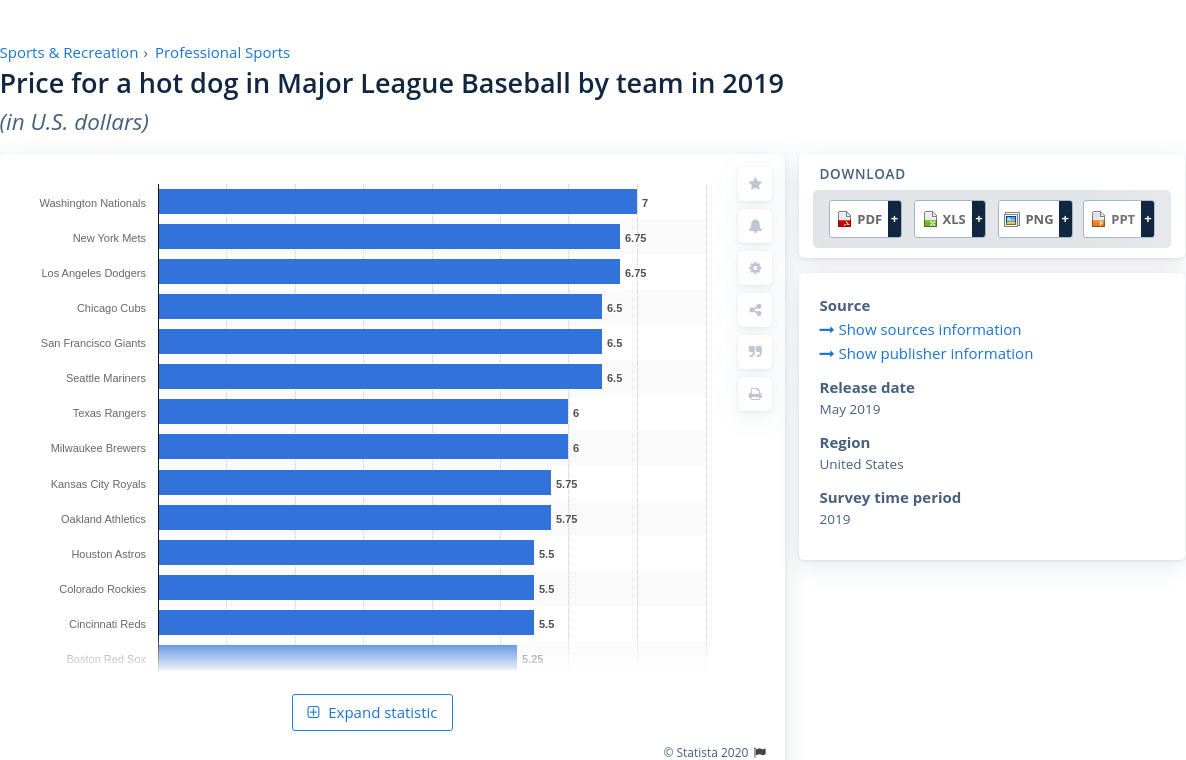 Sports & Recreation › Professional Sports
Price for a hot dog in Major League Baseball by team in 2019
(in U.S. dollars)
Washington Nationals 7
New York Mets 6.75
Los Angeles Dodgers 6.75
Chicago Cubs 6.5
San Francisco Giants 6.5
Seattle Mariners 6.5
Texas Rangers 6
Milwaukee Brewers 6
Kansas City Royals 5.75
Oakland Athletics 5.75
Houston Astros 5.5
Colorado Rockies 5.5
Cincinnati Reds 5.5
Boston Red Sox 5.25
Expand statistic
© Statista 2020
DOWNLOAD
PDF + XLS + PNG + PPT +
Source
Show sources information
Show publisher information
Release date
May 2019
Region
United States
Survey time period
2019